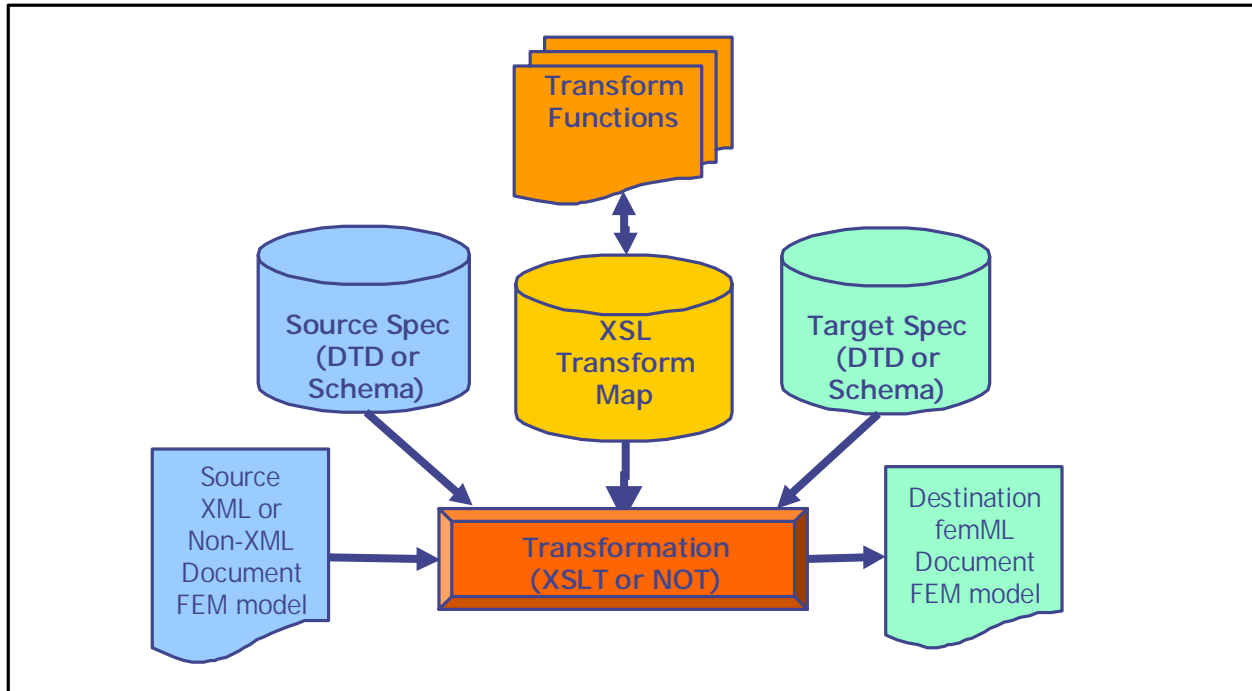 Transform
Functions
Source Spec
(DTD or
Schema)
XSL
Transform
Map
Target Spec
(DTD or
Schema)
Source
XML or
Non-XML
Document
FEM model
Transformation
(XSLT or NOT)
Destination
femML
Document
FEM model